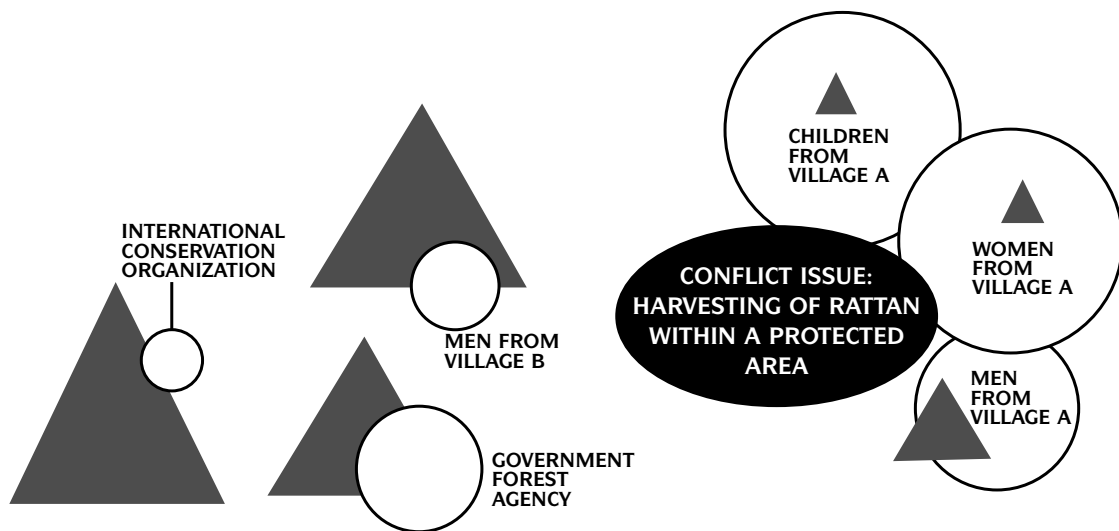 INTERNATIONAL
CONSERVATION
ORGANIZATION
MEN FROM
VILLAGE B
GOVERNMENT
FOREST
AGENCY
CHILDREN
FROM
VILLAGE A
WOMEN
FROM
VILLAGE A
CONFLICT ISSUE:
HARVESTING OF RATTAN
WITHIN A PROTECTED
AREA
MEN
FROM
VILLAGE A